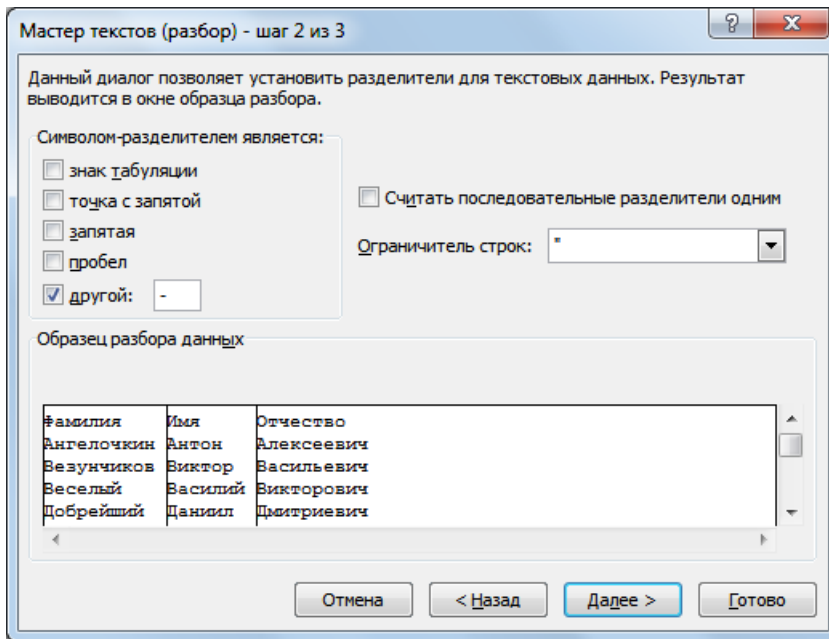 Мастер текстов (разбор) - шаг 2 из 3
Данный диалог позволяет установить разделители для текстовых данных. Результат
выводится в окне образца разбора.
Символом-разделителем является:
знак табуляции
точка с запятой
запятая
пробел
другой: -
Считать последовательные разделители одним
Ограничитель строк: "
Образец разбора данных
Фамилия Имя Отчество
Ангелочкин Антон Алексеевич
Везунчиков Виктор Васильевич
Веселый Василий Викторович
Добрейший Даниил Дмитриевич
Отмена < Назад Далее > Готово